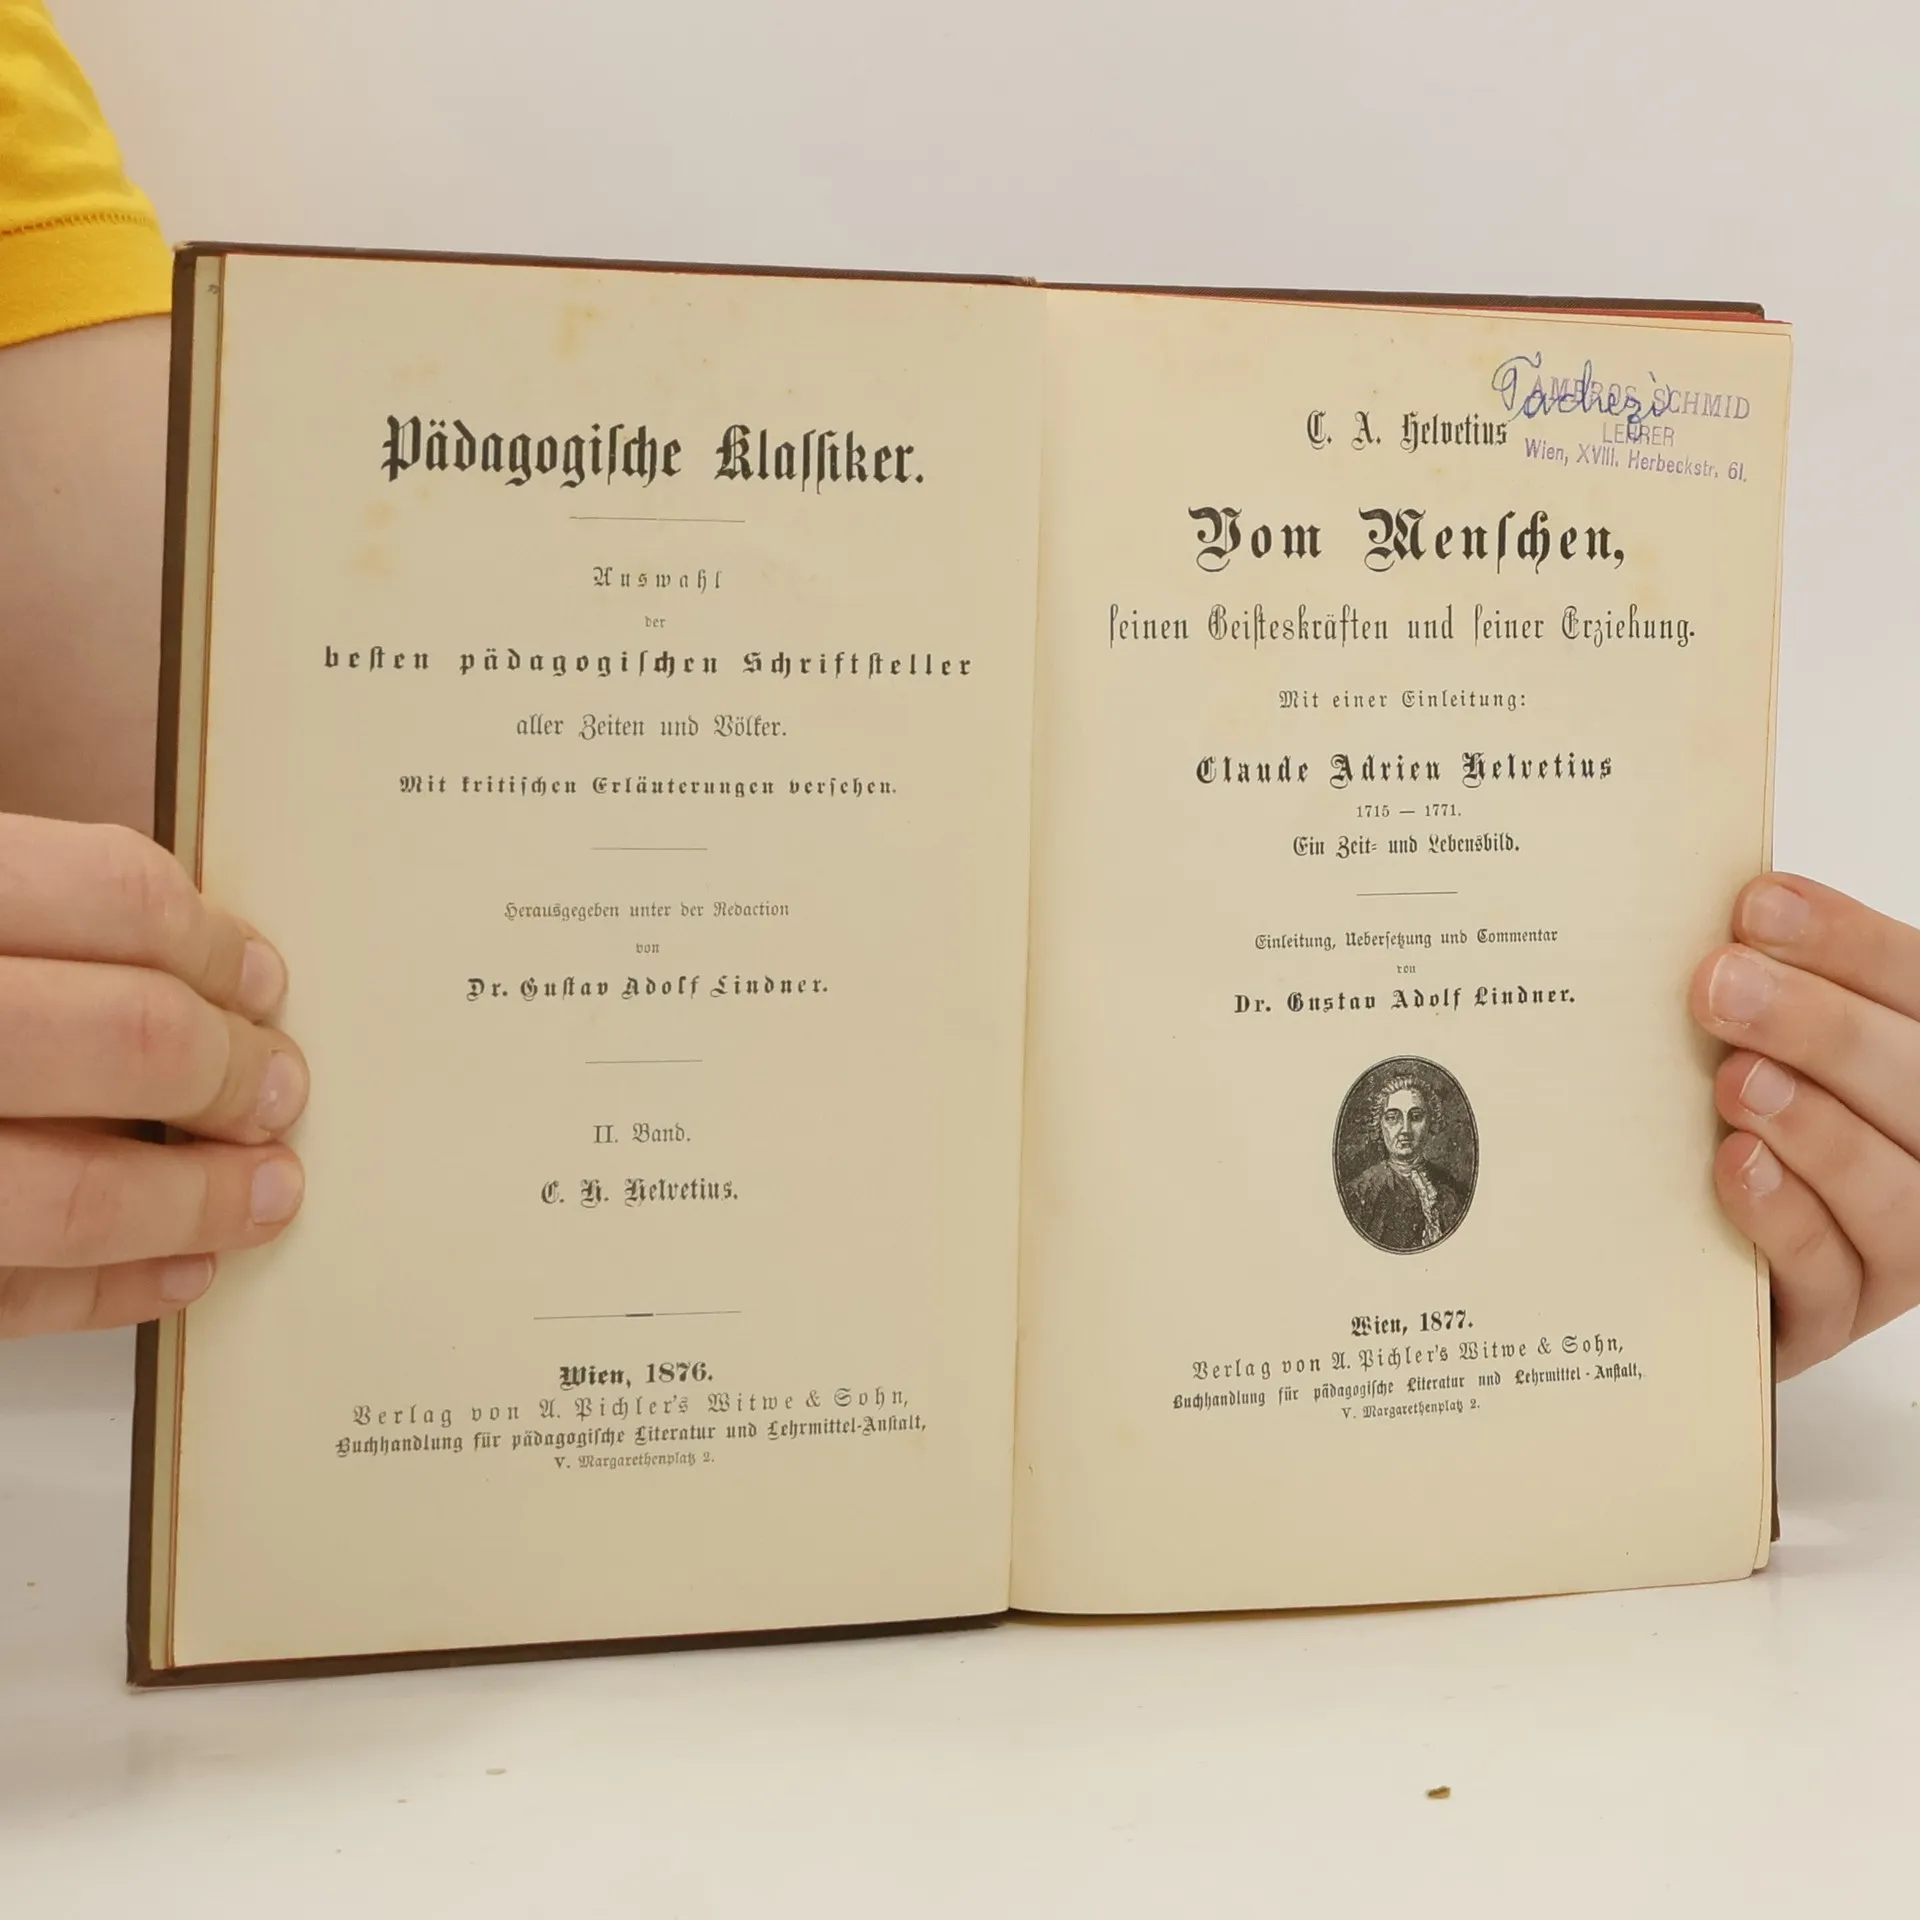 Pädagogische Klassiker.
Auswahl
der
besten pädagogischen Schriftsteller
aller Zeiten und Völker.
Mit kritischen Erläuterungen versehen.
Herausgegeben unter der Redaction
von
Dr. Gustav Adolf Lindner.
II. Band.
C. A. Helvetius.
Wien, 1876.
Verlag von A. Pichler's Witwe & Sohn,
Buchhandlung für pädagogische Literatur und Lehrmittel-Anstalt,
V. Margarethenplatz 2.
Tachezi
AMBROS SCHMID
LEHRER
Wien, XVIII. Herbeckstr. 61.
C. A. Helvetius
Vom Menschen,
seinen Geisteskräften und seiner Erziehung.
Mit einer Einleitung:
Claude Adrien Helvetius
1715 — 1771.
Ein Zeit- und Lebensbild.
Einleitung, Uebersetzung und Commentar
von
Dr. Gustav Adolf Lindner.
Wien, 1877.
Verlag von A. Pichler's Witwe & Sohn,
Buchhandlung für pädagogische Literatur und Lehrmittel-Anstalt,
V. Margarethenplatz 2.